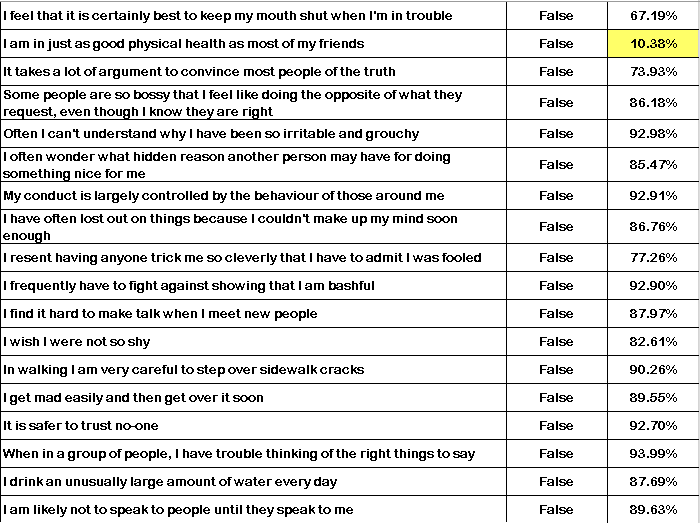 I feel that it is certainly best to keep my mouth shut when I'm in trouble False 67.19%
I am in just as good physical health as most of my friends False 10.38%
It takes a lot of argument to convince most people of the truth False 73.93%
Some people are so bossy that I feel like doing the opposite of what they
request, even though I know they are right False 86.18%
Often I can't understand why I have been so irritable and grouchy False 92.98%
I often wonder what hidden reason another person may have for doing
something nice for me False 85.47%
My conduct is largely controlled by the behaviour of those around me False 92.91%
I have often lost out on things because I couldn't make up my mind soon
enough False 86.76%
I resent having anyone trick me so cleverly that I have to admit I was fooled False 77.26%
I frequently have to fight against showing that I am bashful False 92.90%
I find it hard to make talk when I meet new people False 87.97%
I wish I were not so shy False 82.61%
In walking I am very careful to step over sidewalk cracks False 90.26%
I get mad easily and then get over it soon False 89.55%
It is safer to trust no-one False 92.70%
When in a group of people, I have trouble thinking of the right things to say False 93.99%
I drink an unusually large amount of water every day False 87.69%
I am likely not to speak to people until they speak to me False 89.63%